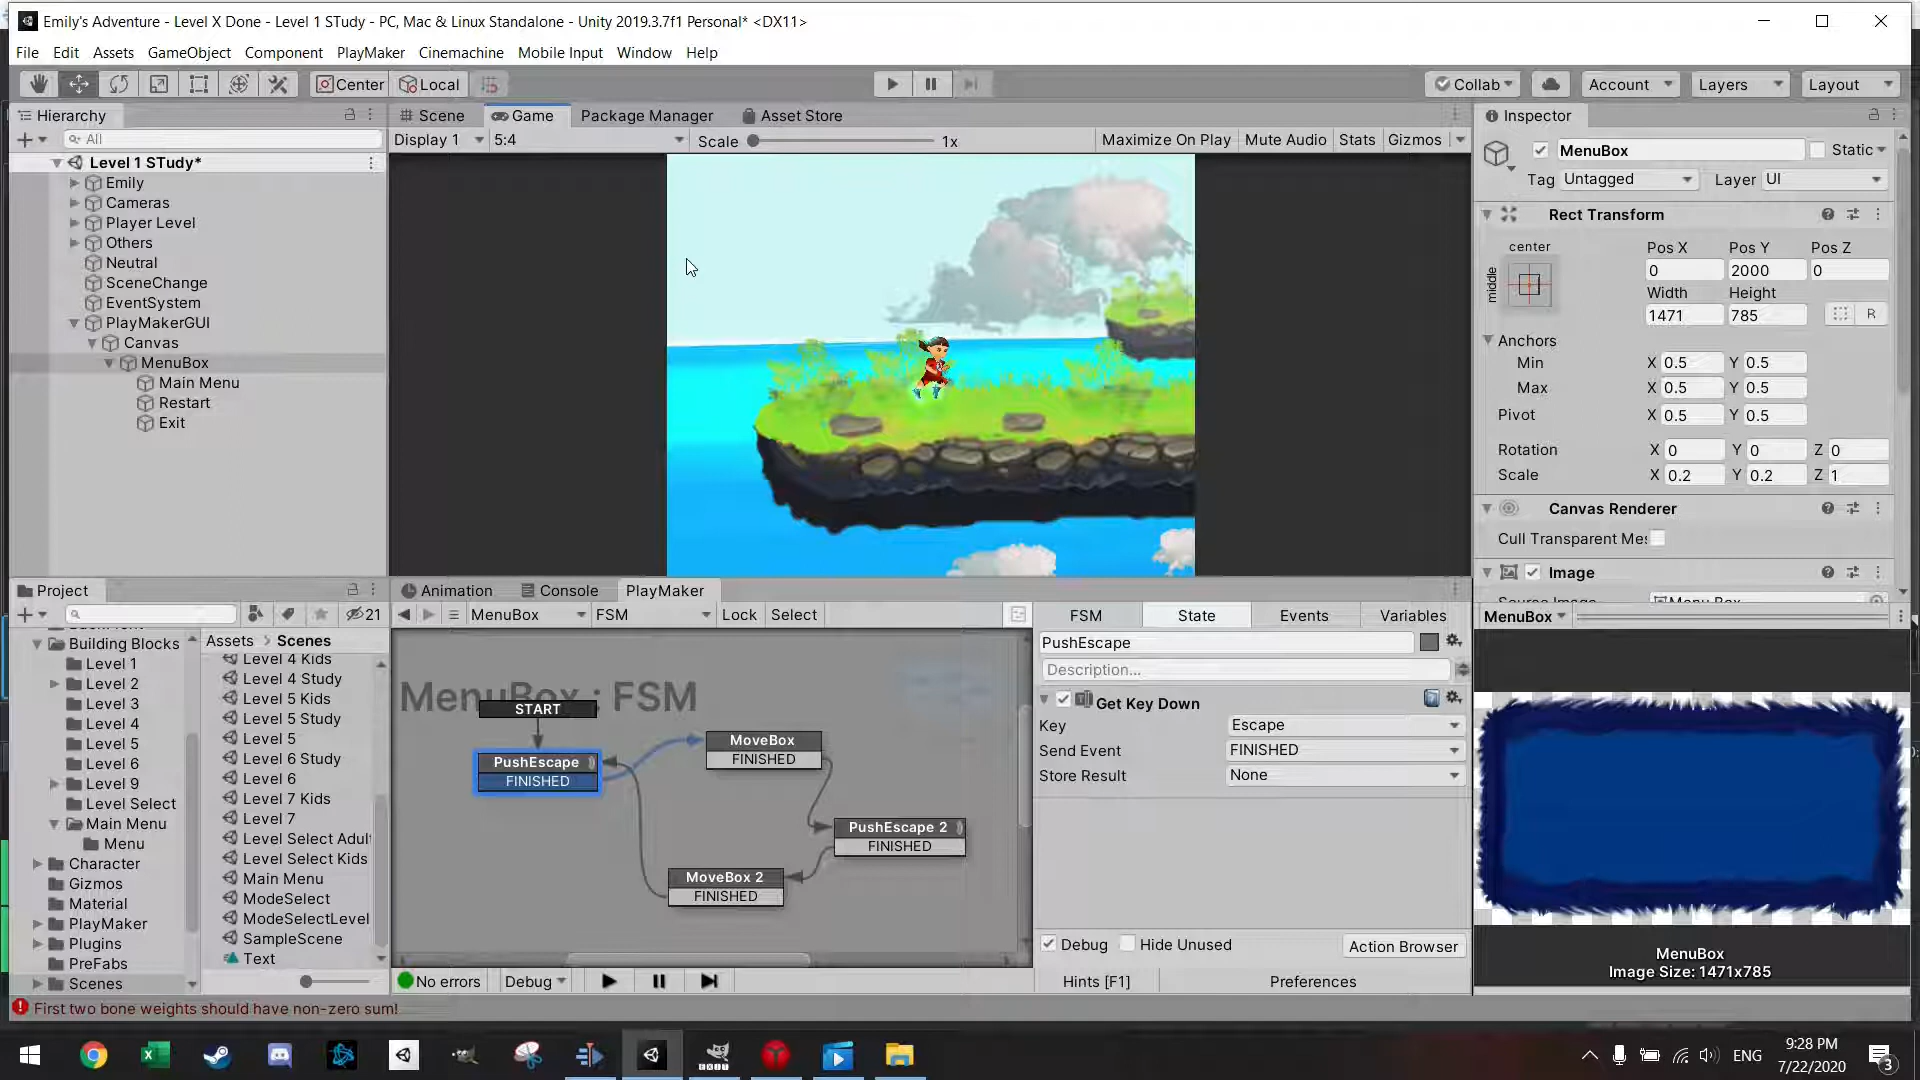 Emily's Adventure - Level X Done - Level 1 STudy - PC, Mac & Linux Standalone - Unity 2019.3.7f1 Personal* <DX11>
File Edit Assets GameObject Component PlayMaker Cinemachine Mobile Input Window Help
Center Local Collab Account Layers Layout
Hierarchy
All
Level 1 STudy*
Emily
Cameras
Player Level
Others
Neutral
SceneChange
EventSystem
PlayMakerGUI
Canvas
MenuBox
Main Menu
Restart
Exit
Scene Game Package Manager Asset Store
Display 1 5:4 Scale 1x Maximize On Play Mute Audio Stats Gizmos
Inspector
MenuBox Static
Tag Untagged Layer UI
Rect Transform
center
middle
Pos X Pos Y Pos Z
0 2000 0
Width Height
1471 785 R
Anchors
Min X 0.5 Y 0.5
Max X 0.5 Y 0.5
Pivot X 0.5 Y 0.5
Rotation X 0 Y 0 Z 0
Scale X 0.2 Y 0.2 Z 1
Canvas Renderer
Cull Transparent Me
Image
Source Image Menu Box
Project
21
Building Blocks
Level 1
Level 2
Level 3
Level 4
Level 5
Level 6
Level 9
Level Select
Main Menu
Menu
Character
Gizmos
Material
PlayMaker
Plugins
PreFabs
Scenes
Assets > Scenes
Level 4 Kids
Level 4 Study
Level 5 Kids
Level 5 Study
Level 5
Level 6 Study
Level 6
Level 7 Kids
Level 7
Level Select Adul
Level Select Kids
Main Menu
ModeSelect
ModeSelectLevel
SampleScene
Text
Animation Console PlayMaker
MenuBox FSM Lock Select
MenuBox : FSM
START
PushEscape
FINISHED
MoveBox
FINISHED
PushEscape 2
FINISHED
MoveBox 2
FINISHED
No errors Debug
FSM State Events Variables
PushEscape
Description...
Get Key Down
Key Escape
Send Event FINISHED
Store Result None
Debug Hide Unused Action Browser
Hints [F1] Preferences
MenuBox
MenuBox
Image Size: 1471x785
First two bone weights should have non-zero sum!
EXIT
ENG
9:28 PM
7/22/2020
3